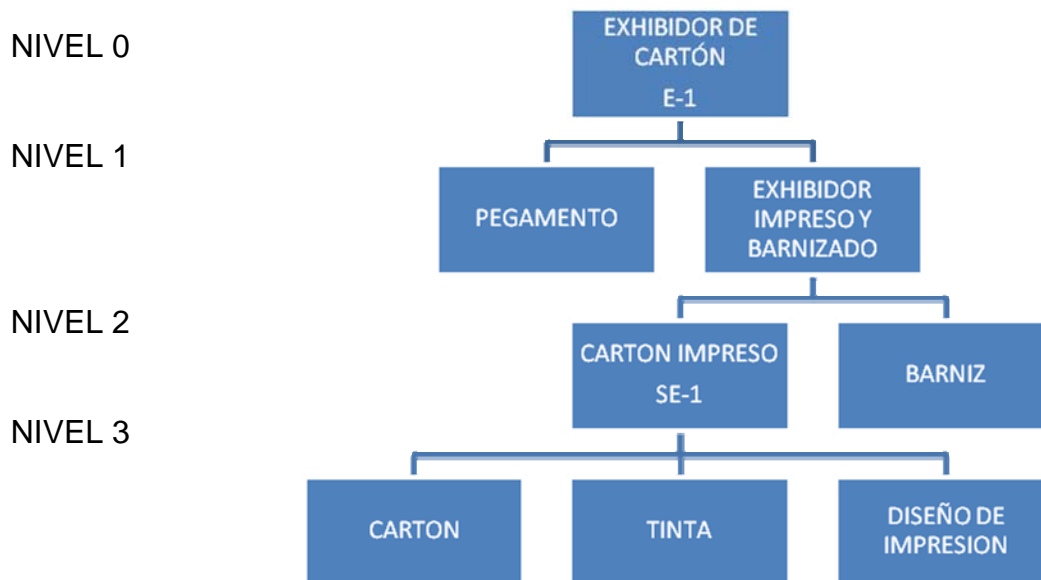 NIVEL 0
EXHIBIDOR DE
CARTÓN
E-1
NIVEL 1
PEGAMENTO
EXHIBIDOR
IMPRESO Y
BARNIZADO
NIVEL 2
CARTON IMPRESO
SE-1
BARNIZ
NIVEL 3
CARTON
TINTA
DISEÑO DE
IMPRESION